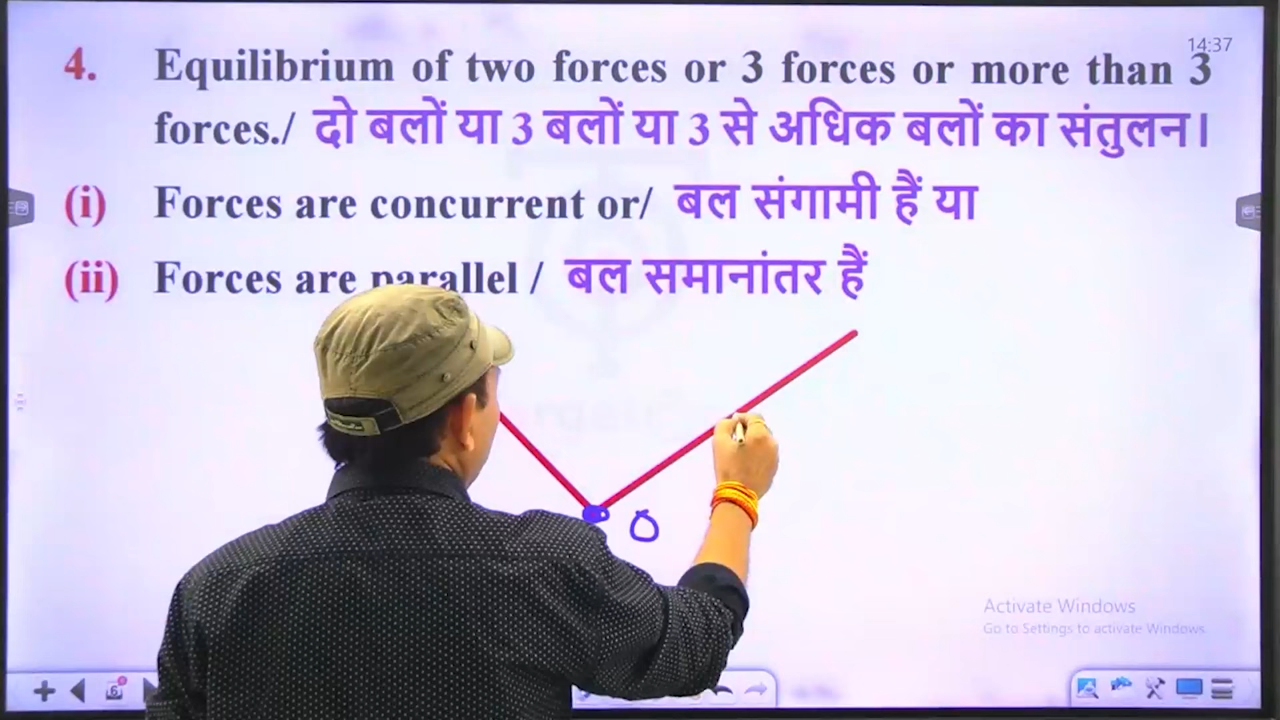 14:37
4. Equilibrium of two forces or 3 forces or more than 3
forces./ दो बलों या 3 बलों या 3 से अधिक बलों का संतुलन।
(i) Forces are concurrent or/ बल संगामी हैं या
(ii) Forces are parallel / बल समानांतर हैं
O
Activate Windows
Go to Settings to activate Windows.